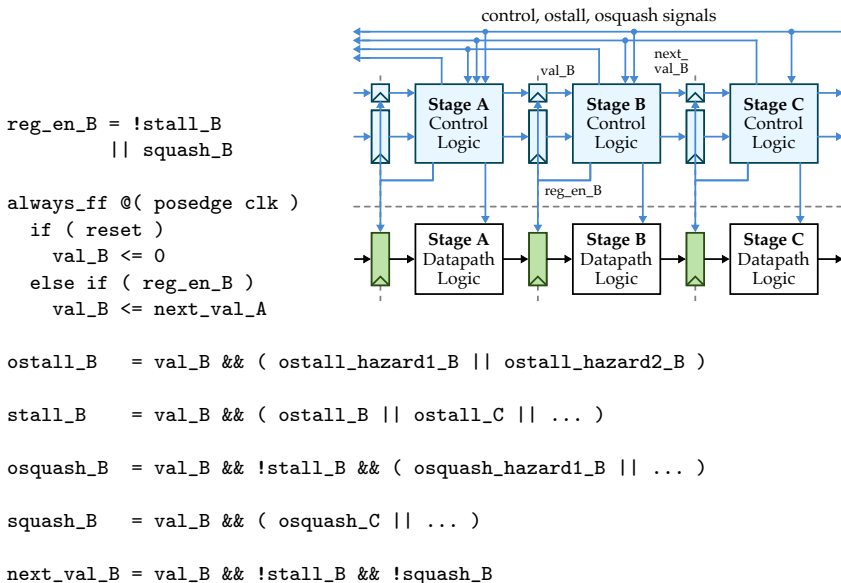 control, ostall, osquash signals
val_B
next_
val_B
Stage A
Control
Logic
Stage B
Control
Logic
Stage C
Control
Logic
reg_en_B
Stage A
Datapath
Logic
Stage B
Datapath
Logic
Stage C
Datapath
Logic
reg_en_B = !stall_B
|| squash_B
always_ff @( posedge clk )
if ( reset )
val_B <= 0
else if ( reg_en_B )
val_B <= next_val_A
ostall_B = val_B && ( ostall_hazard1_B || ostall_hazard2_B )
stall_B = val_B && ( ostall_B || ostall_C || ... )
osquash_B = val_B && !stall_B && ( osquash_hazard1_B || ... )
squash_B = val_B && ( osquash_C || ... )
next_val_B = val_B && !stall_B && !squash_B